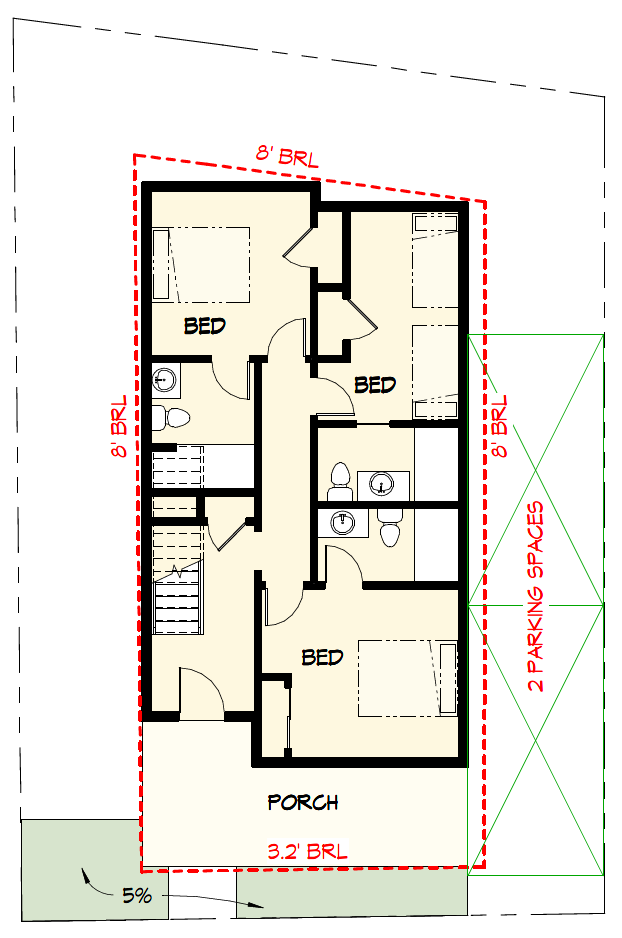 8' BRL
BED
BED
8' BRL
8' BRL
2 PARKING SPACES
BED
PORCH
3.2' BRL
5%